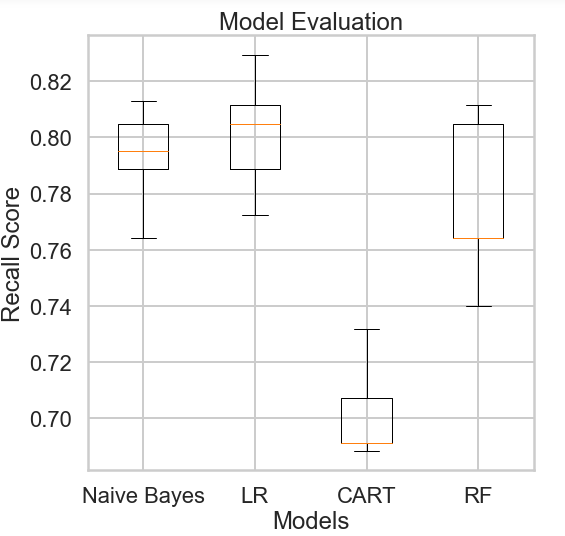 Model Evaluation
0.82
0.80
0.78
0.76
0.74
0.72
0.70
Recall Score
Naive Bayes LR CART RF
Models